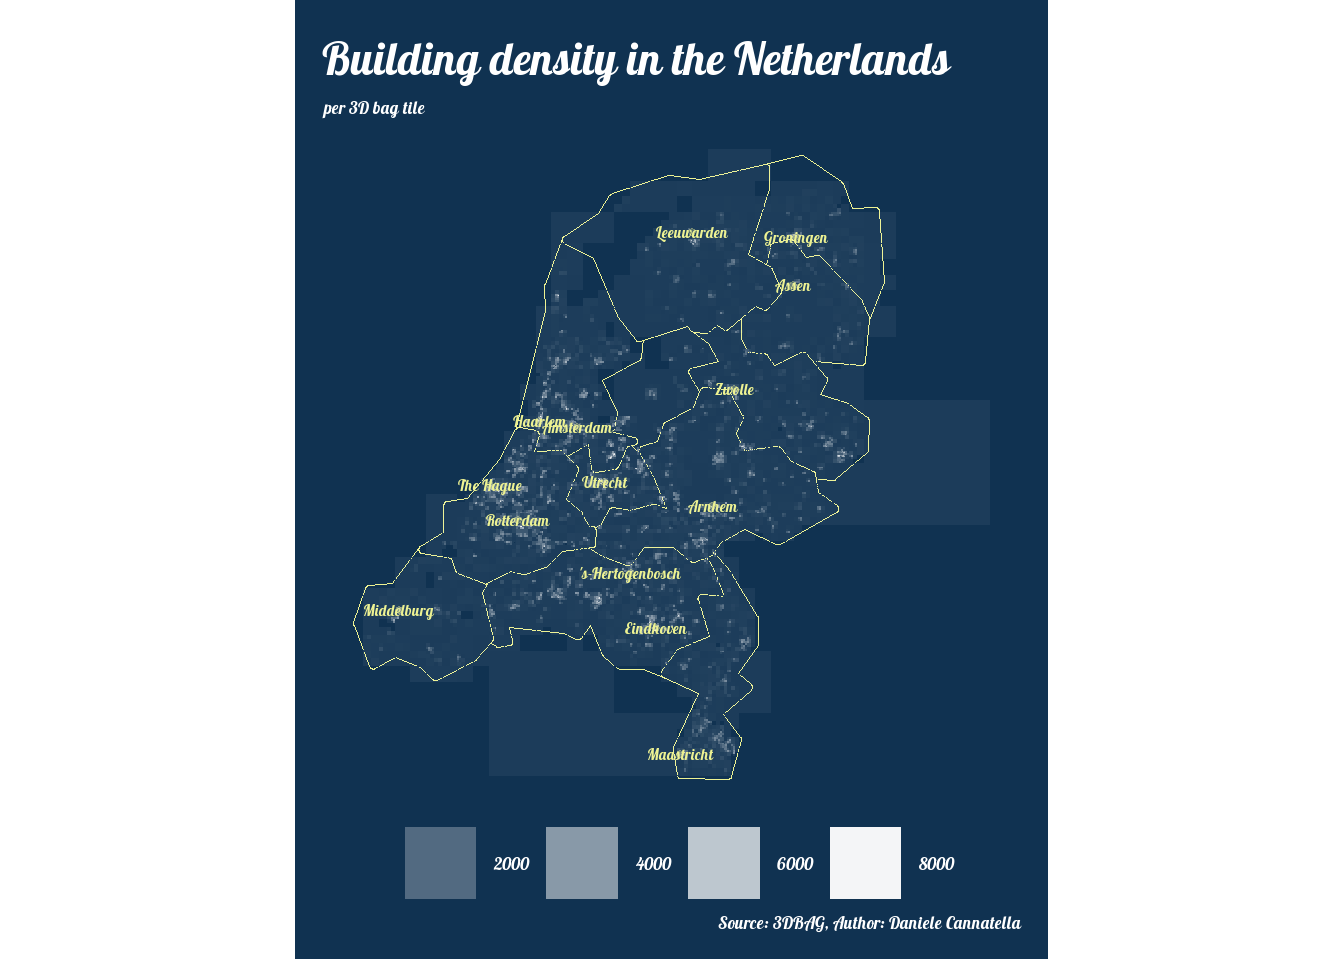 Building density in the Netherlands
per 3D bag tile
Leeuwarden
Groningen
Assen
Zwolle
Haarlem
Amsterdam
The Hague
Utrecht
Arnhem
Rotterdam
's-Hertogenbosch
Middelburg
Eindhoven
Maastricht
2000 4000 6000 8000
Source: 3DBAG, Author: Daniele Cannatella